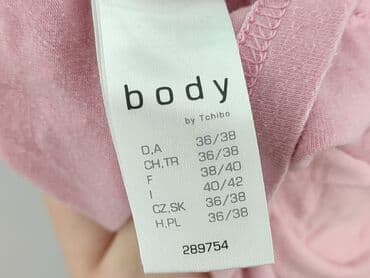 body
by Tchibo
D,A 36/38
CH,TR 36/38
F 38/40
I 40/42
CZ,SK 36/38
H,PL 36/38
289754